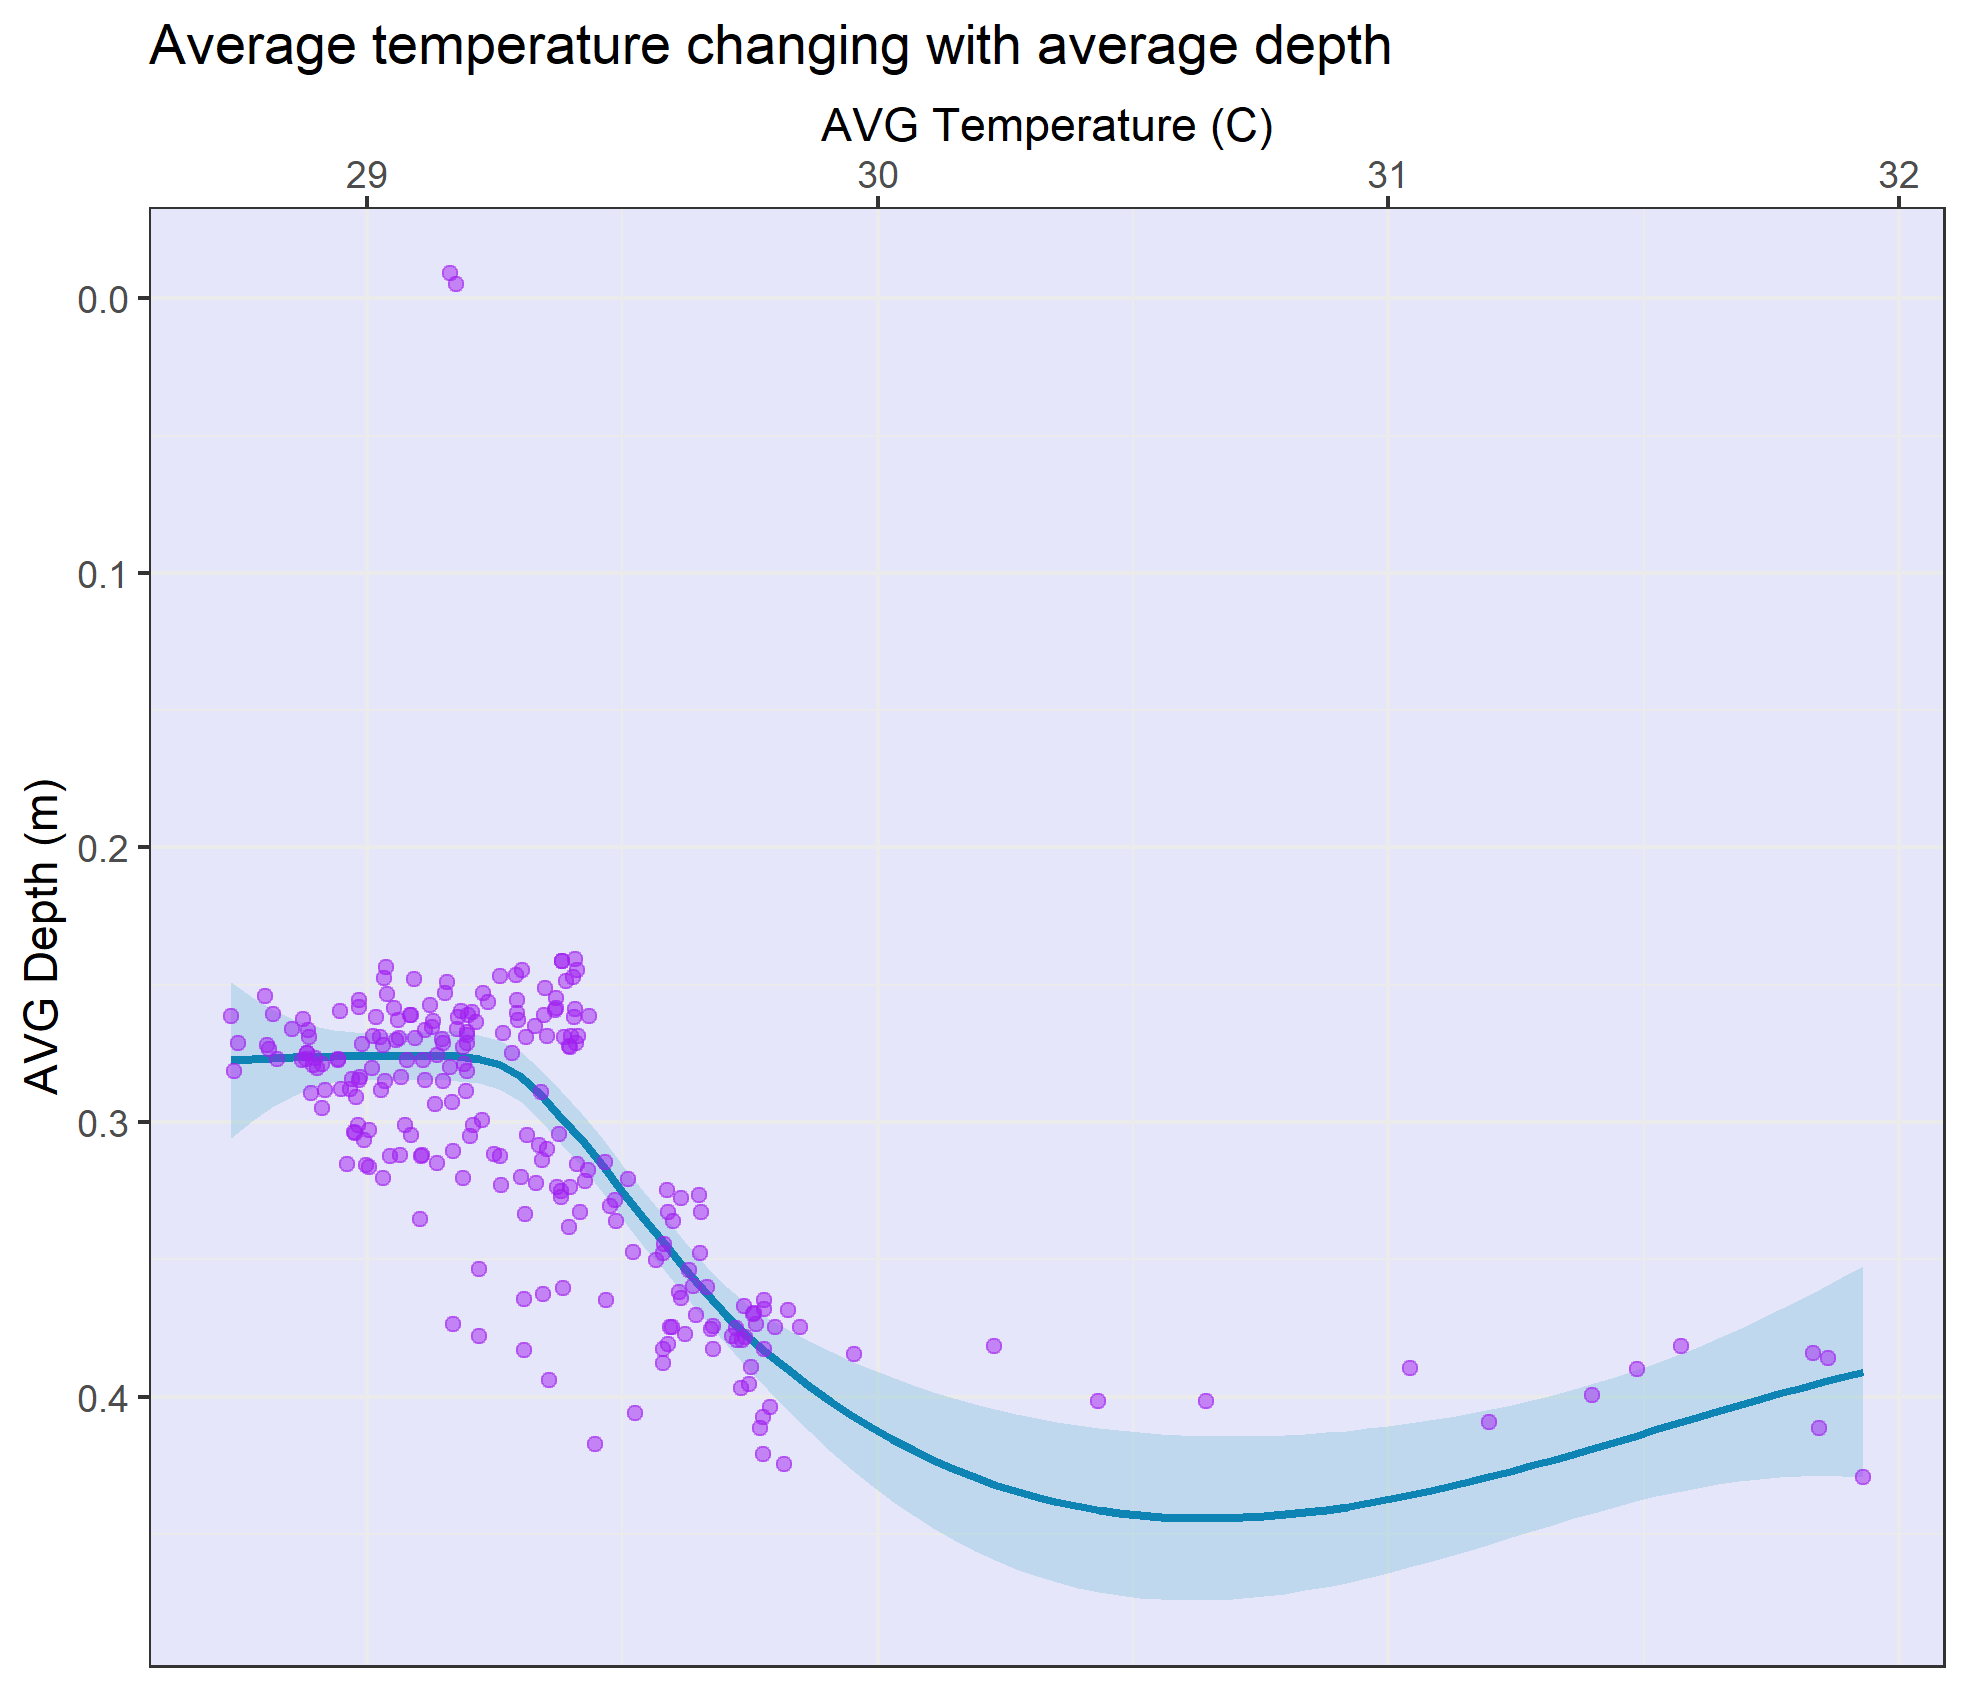 Average temperature changing with average depth
AVG Temperature (C)
29 30 31 32
0.0
0.1
0.2
0.3
0.4
AVG Depth (m)